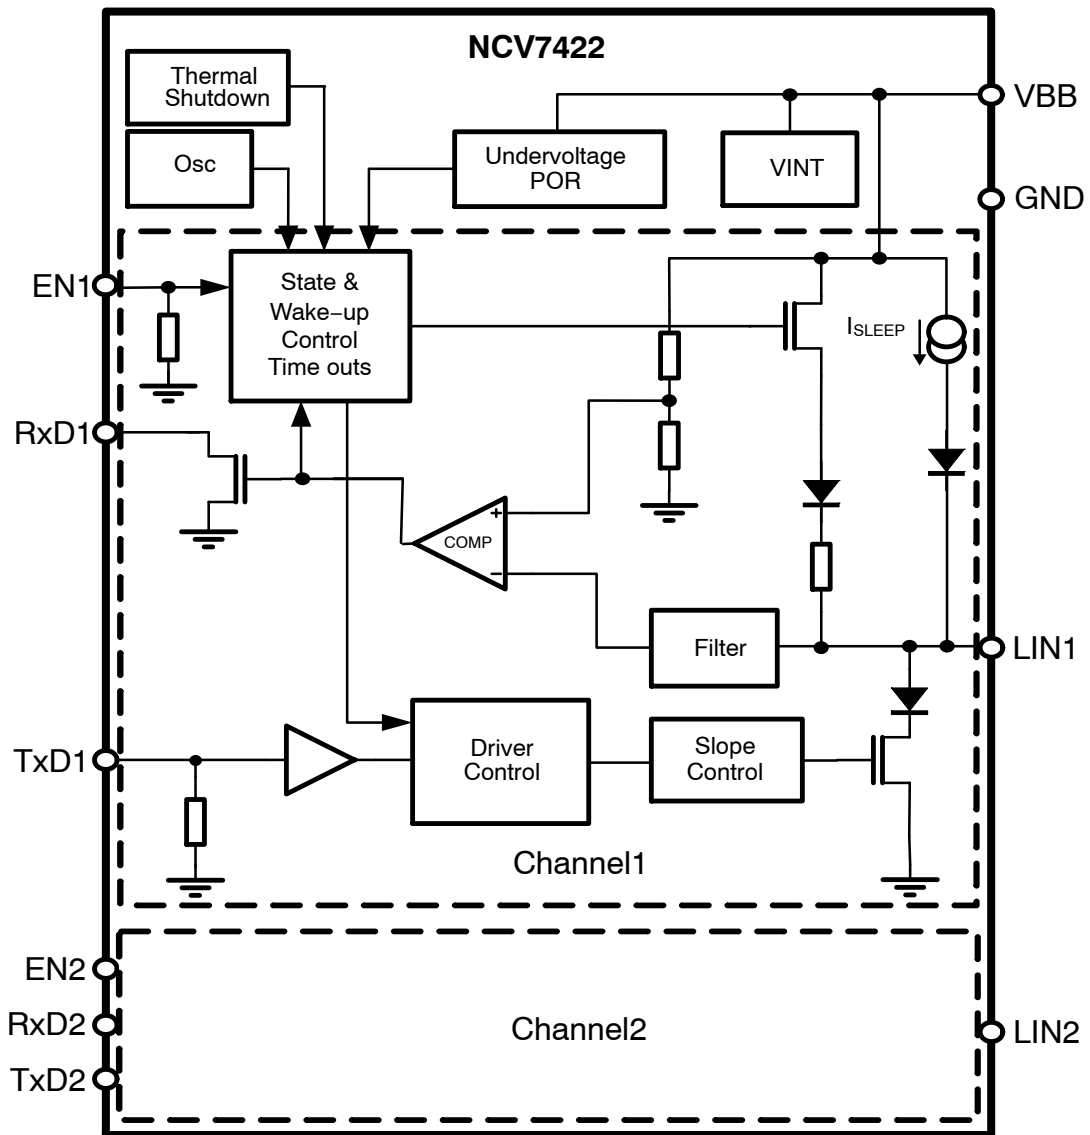 NCV7422
Thermal
Shutdown
VBB
Osc
Undervoltage
POR
VINT
GND
EN1
State &
Wake−up
Control
Time outs
ISLEEP
RxD1
+
COMP
−
Filter
LIN1
TxD1
Driver
Control
Slope
Control
Channel1
EN2
RxD2
Channel2
LIN2
TxD2